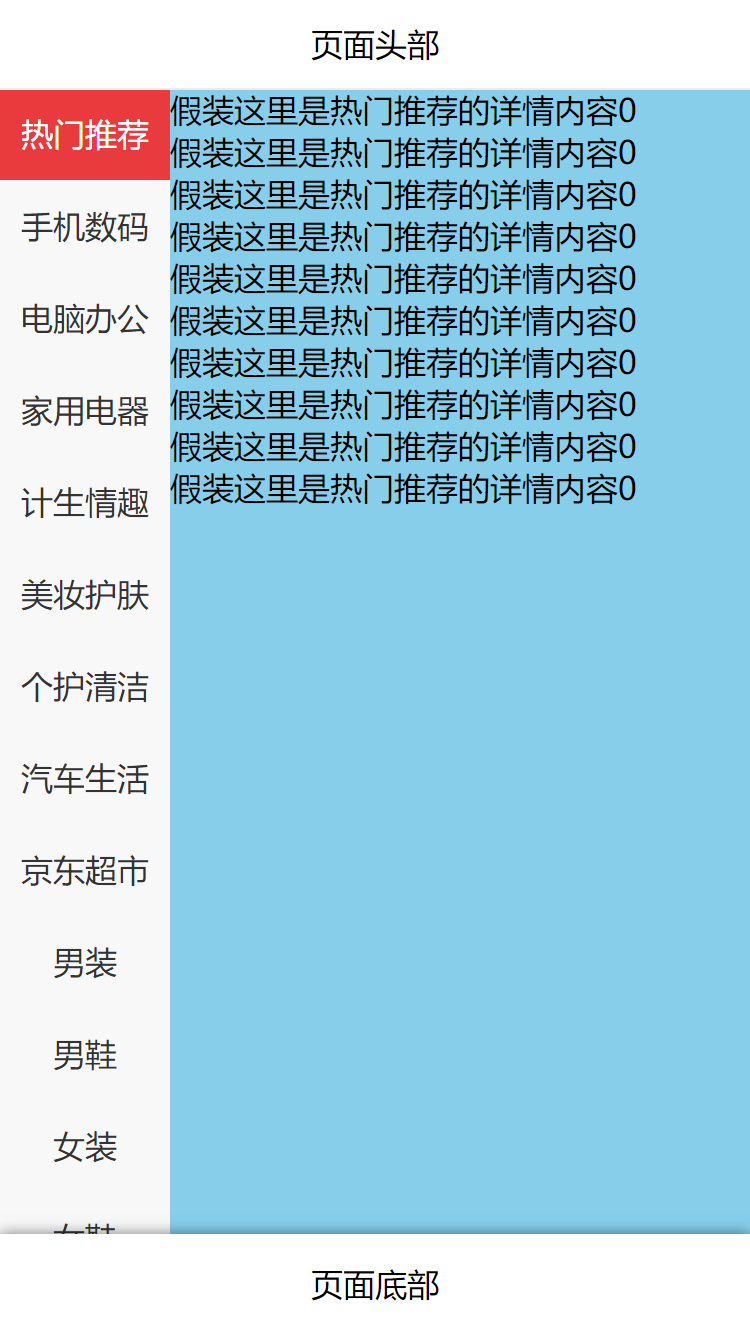 页面头部
热门推荐
手机数码
电脑办公
家用电器
计生情趣
美妆护肤
个护清洁
汽车生活
京东超市
男装
男鞋
女装
女鞋
假装这里是热门推荐的详情内容0
假装这里是热门推荐的详情内容0
假装这里是热门推荐的详情内容0
假装这里是热门推荐的详情内容0
假装这里是热门推荐的详情内容0
假装这里是热门推荐的详情内容0
假装这里是热门推荐的详情内容0
假装这里是热门推荐的详情内容0
假装这里是热门推荐的详情内容0
假装这里是热门推荐的详情内容0
页面底部